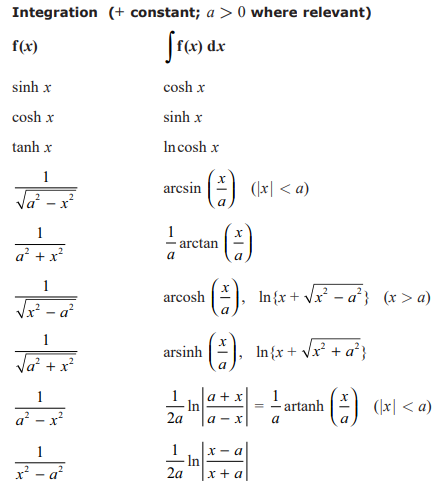 Integration (+ constant; a > 0 where relevant)
f(x) ∫ f(x) dx
sinh x cosh x
cosh x sinh x
tanh x ln cosh x
1/√(a² − x²) arcsin (x/a) (|x| < a)
1/(a² + x²) 1/a arctan (x/a)
1/√(x² − a²) arcosh (x/a), ln{x + √(x² − a²)} (x > a)
1/√(a² + x²) arsinh (x/a), ln{x + √(x² + a²)}
1/(a² − x²) 1/2a ln|(a + x)/(a − x)| = 1/a artanh (x/a) (|x| < a)
1/(x² − a²) 1/2a ln|(x − a)/(x + a)|